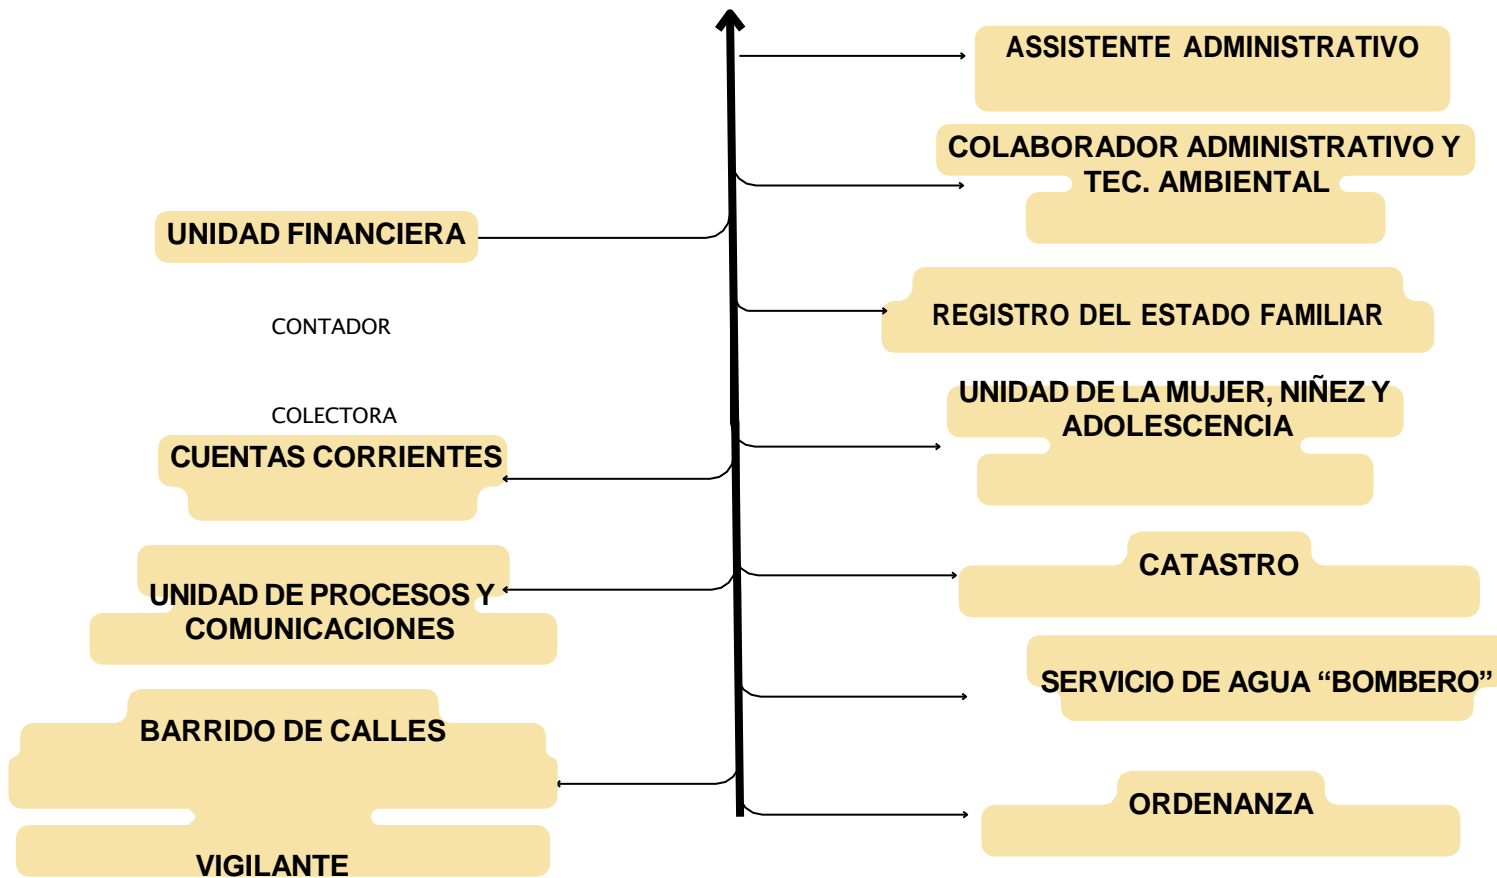 ASSISTENTE ADMINISTRATIVO
COLABORADOR ADMINISTRATIVO Y
TEC. AMBIENTAL
UNIDAD FINANCIERA
REGISTRO DEL ESTADO FAMILIAR
CONTADOR
UNIDAD DE LA MUJER, NIÑEZ Y
ADOLESCENCIA
COLECTORA
CUENTAS CORRIENTES
CATASTRO
UNIDAD DE PROCESOS Y
COMUNICACIONES
SERVICIO DE AGUA “BOMBERO”
BARRIDO DE CALLES
ORDENANZA
VIGILANTE